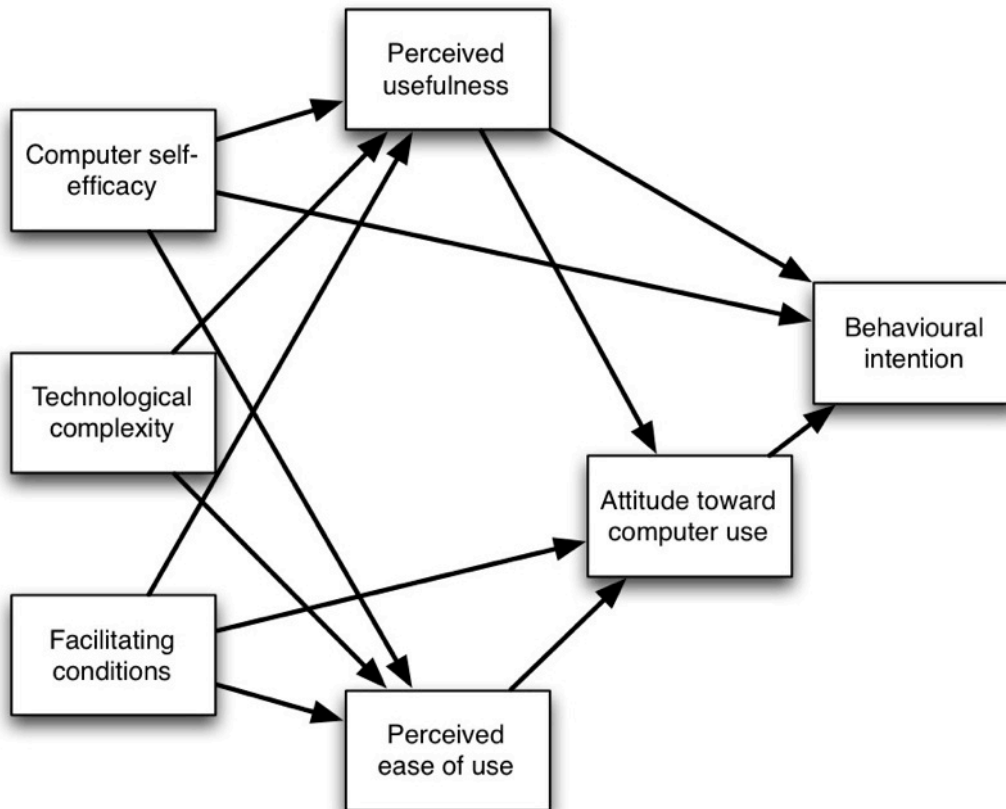 Perceived
usefulness
Computer self-
efficacy
Behavioural
intention
Technological
complexity
Attitude toward
computer use
Facilitating
conditions
Perceived
ease of use